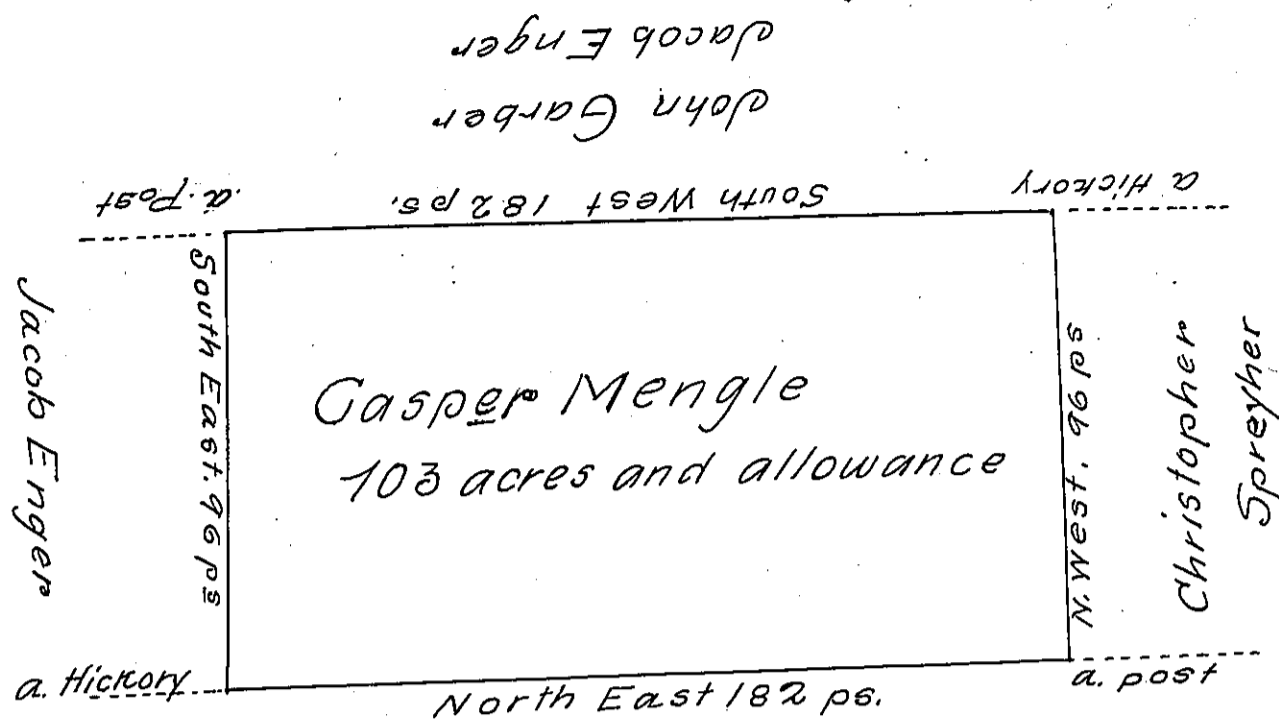 Jacob Enger
John Garber
a. Post
South West 182 ps.
a Hickory
Jacob Enger
South East. 96 ps
Casper Mengle
103 acres and allowance
N. West. 96 ps
Christopher
Spreyher
a. Hickory
North East 182 ps.
a. post